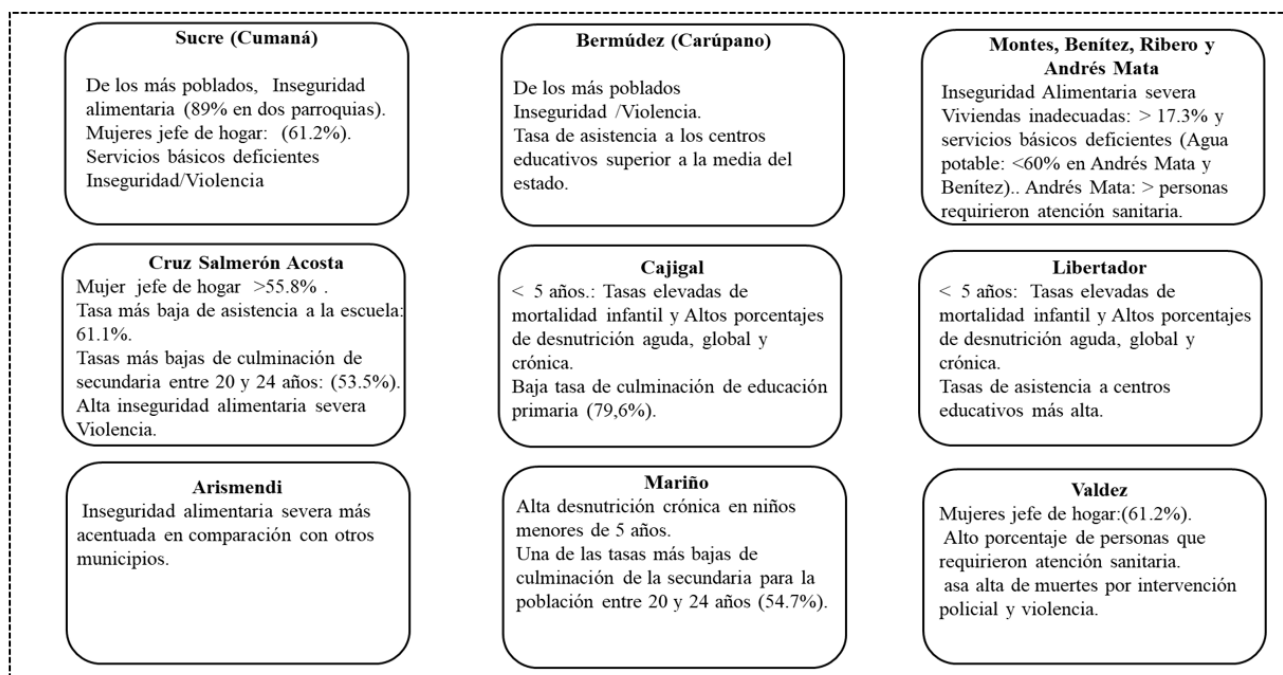 Sucre (Cumaná)
De los más poblados, Inseguridad
alimentaria (89% en dos parroquias).
Mujeres jefe de hogar: (61.2%).
Servicios básicos deficientes
Inseguridad/Violencia
Bermúdez (Carúpano)
De los más poblados
Inseguridad /Violencia.
Tasa de asistencia a los centros
educativos superior a la media del
estado.
Montes, Benítez, Ribero y
Andrés Mata
Inseguridad Alimentaria severa
Viviendas inadecuadas: > 17.3% y
servicios básicos deficientes (Agua
potable: <60% en Andrés Mata y
Benítez).. Andrés Mata: > personas
requirieron atención sanitaria.
Cruz Salmerón Acosta
Mujer jefe de hogar >55.8% .
Tasa más baja de asistencia a la escuela:
61.1%.
Tasas más bajas de culminación de
secundaria entre 20 y 24 años: (53.5%).
Alta inseguridad alimentaria severa
Violencia.
Cajigal
< 5 años.: Tasas elevadas de
mortalidad infantil y Altos porcentajes
de desnutrición aguda, global y
crónica.
Baja tasa de culminación de educación
primaria (79,6%).
Libertador
< 5 años: Tasas elevadas de
mortalidad infantil y Altos porcentajes
de desnutrición aguda, global y
crónica.
Tasas de asistencia a centros
educativos más alta.
Arismendi
Inseguridad alimentaria severa más
acentuada en comparación con otros
municipios.
Mariño
Alta desnutrición crónica en niños
menores de 5 años.
Una de las tasas más bajas de
culminación de la secundaria para la
población entre 20 y 24 años (54.7%).
Valdez
Mujeres jefe de hogar:(61.2%).
Alto porcentaje de personas que
requirieron atención sanitaria.
asa alta de muertes por intervención
policial y violencia.